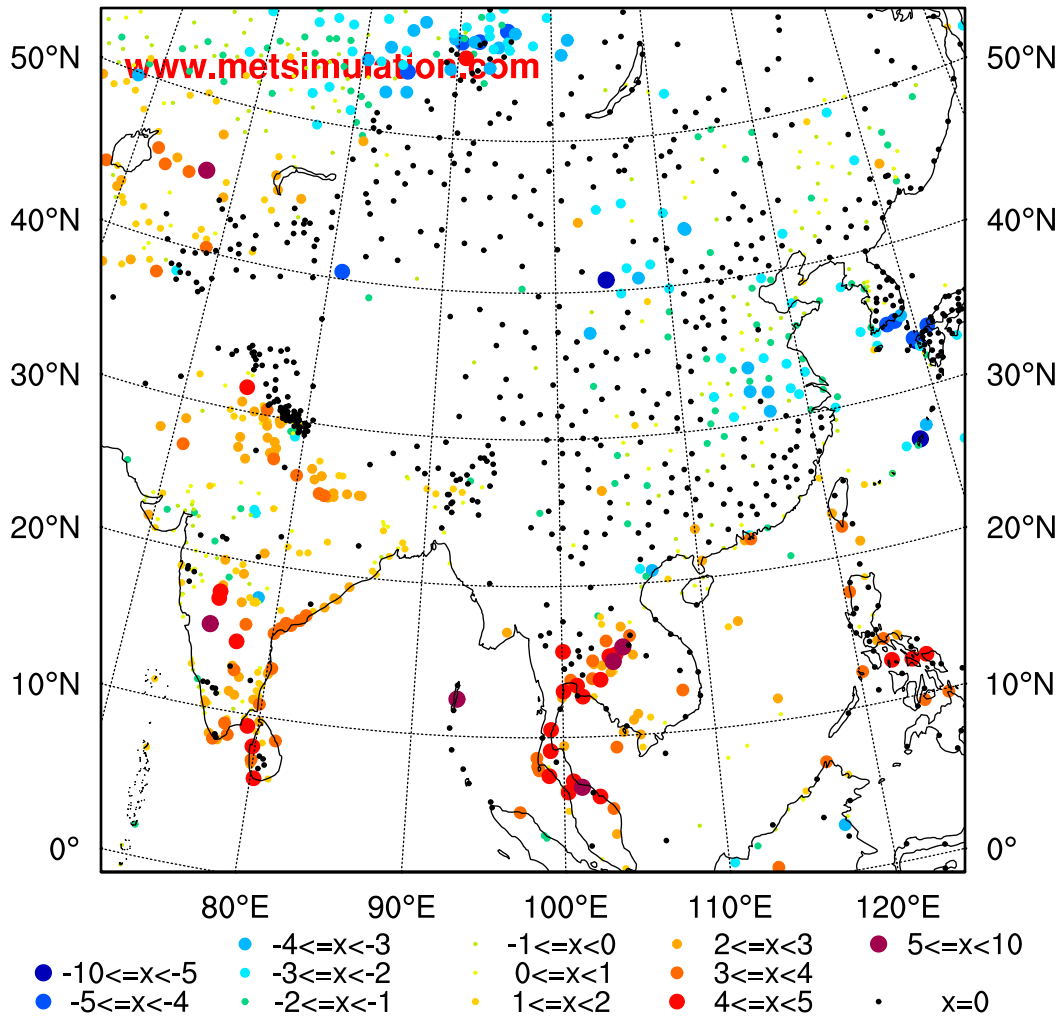 50°N 50°N
www.metsimulation.com
40°N 40°N
30°N 30°N
20°N 20°N
10°N 10°N
0° 0°
80°E 90°E 100°E 110°E 120°E
-4<=x<-3 -1<=x<0 2<=x<3 5<=x<10
-10<=x<-5 -3<=x<-2 0<=x<1 3<=x<4
-5<=x<-4 -2<=x<-1 1<=x<2 4<=x<5 x=0